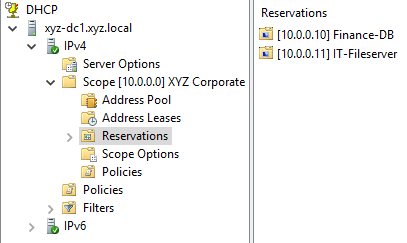 DHCP
xyz-dc1.xyz.local
IPv4
Server Options
Scope [10.0.0.0] XYZ Corporate
Address Pool
Address Leases
Reservations
Scope Options
Policies
Policies
Filters
IPv6
Reservations
[10.0.0.10] Finance-DB
[10.0.0.11] IT-Fileserver